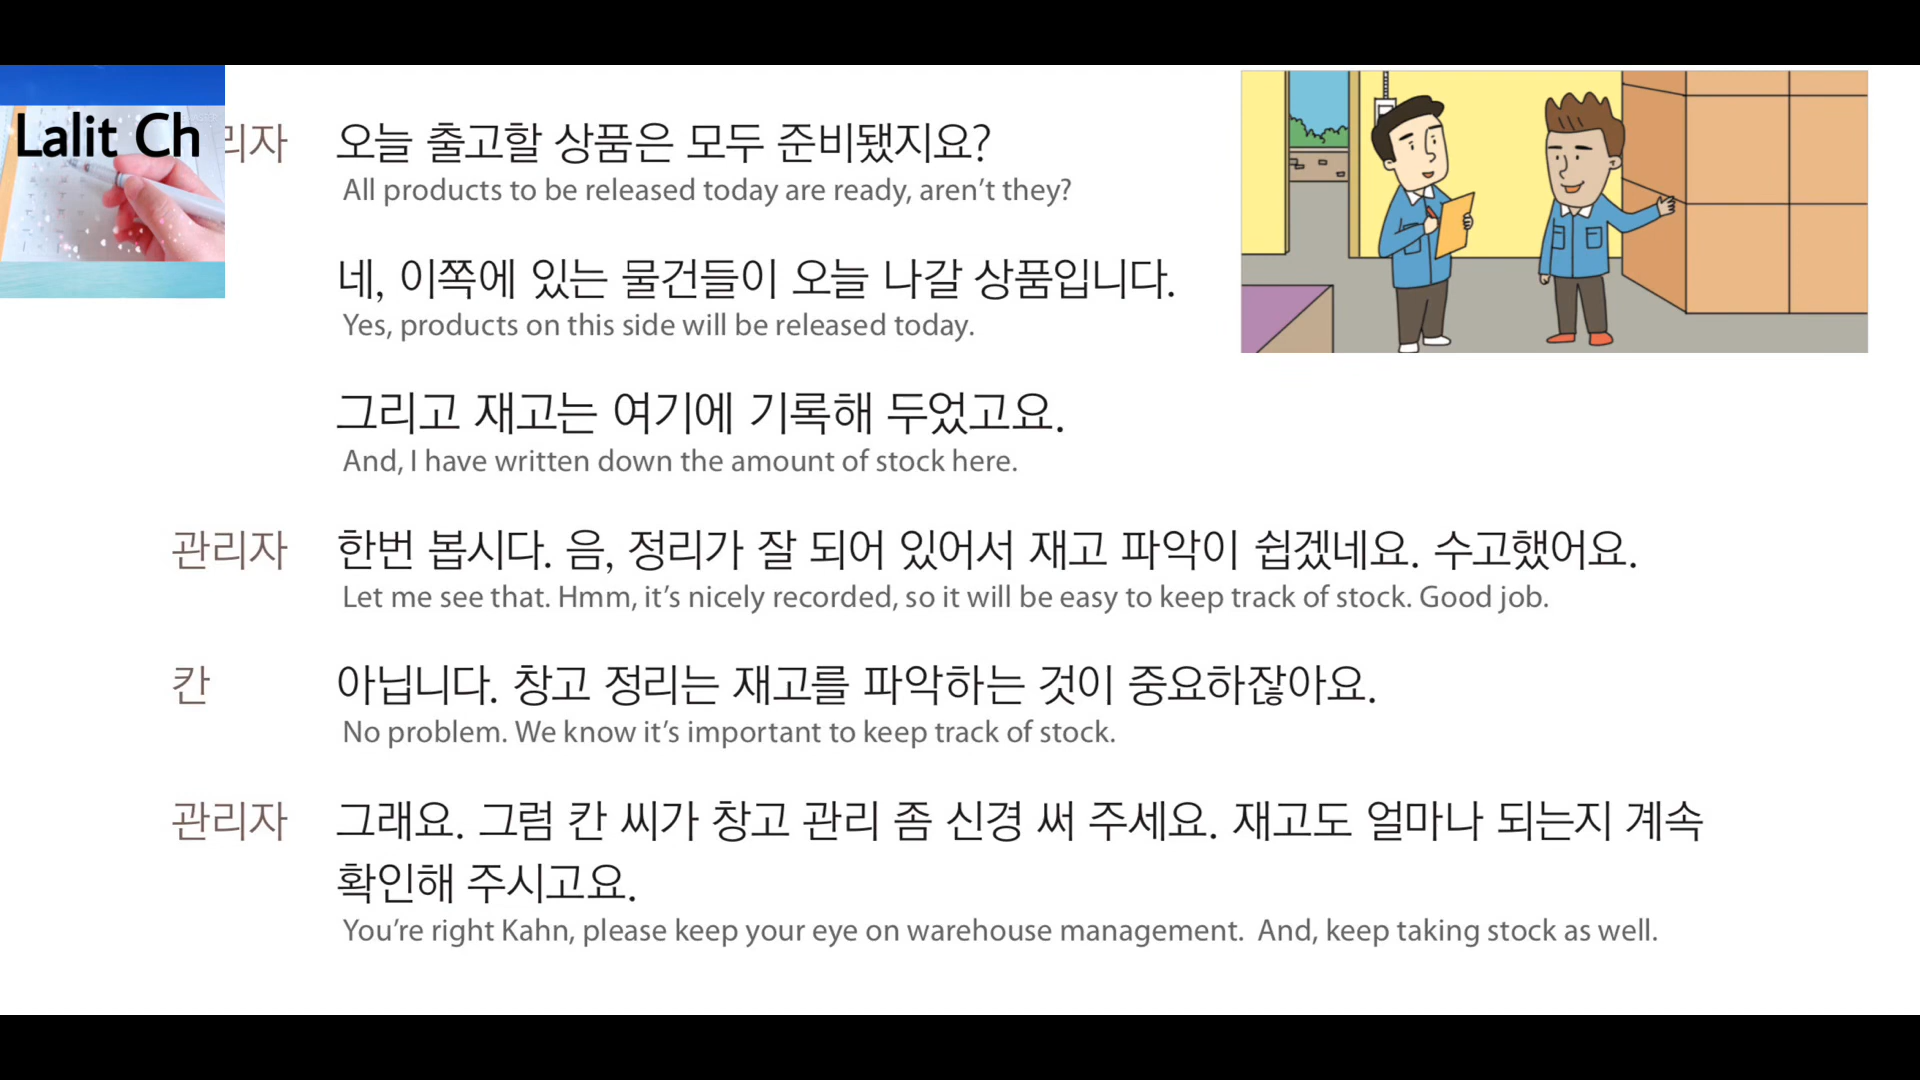 Lalit Ch
리자 오늘 출고할 상품은 모두 준비됐지요?
All products to be released today are ready, aren't they?
네, 이쪽에 있는 물건들이 오늘 나갈 상품입니다.
Yes, products on this side will be released today.
그리고 재고는 여기에 기록해 두었고요.
And, I have written down the amount of stock here.
관리자 한번 봅시다. 음, 정리가 잘 되어 있어서 재고 파악이 쉽겠네요. 수고했어요.
Let me see that. Hmm, it's nicely recorded, so it will be easy to keep track of stock. Good job.
칸 아닙니다. 창고 정리는 재고를 파악하는 것이 중요하잖아요.
No problem. We know it's important to keep track of stock.
관리자 그래요. 그럼 칸 씨가 창고 관리 좀 신경 써 주세요. 재고도 얼마나 되는지 계속
확인해 주시고요.
You're right Kahn, please keep your eye on warehouse management. And, keep taking stock as well.